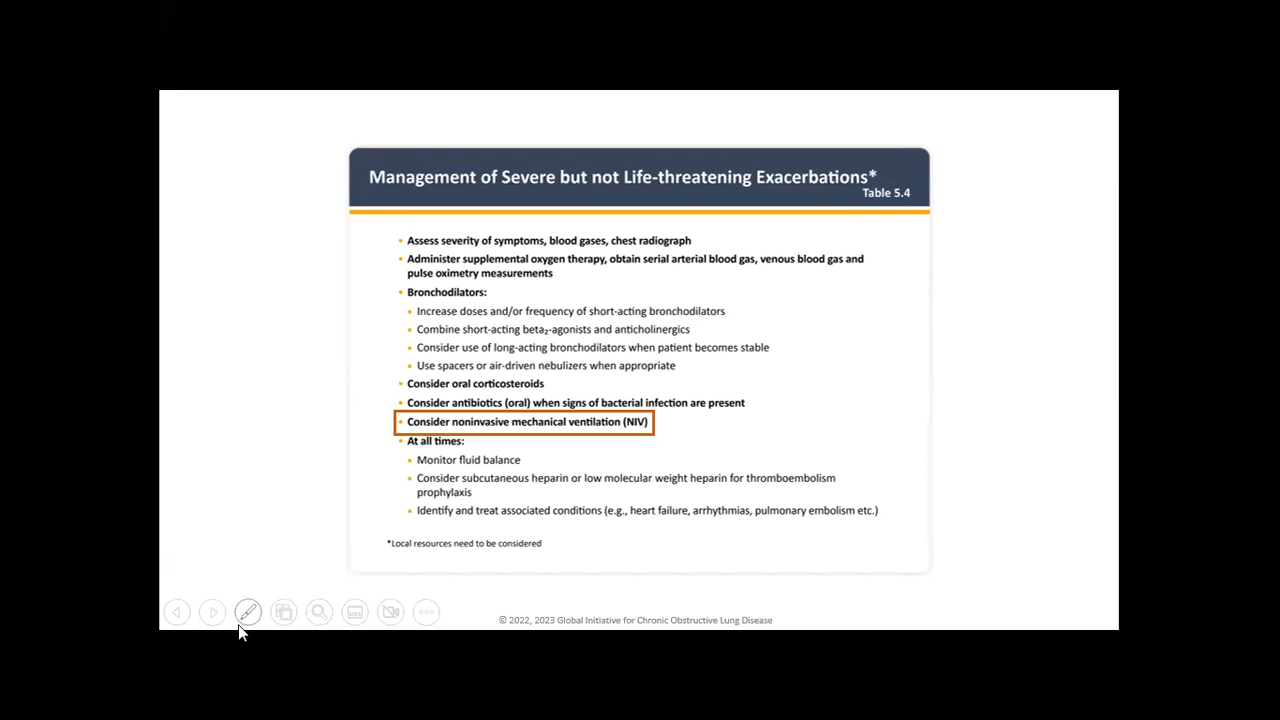 Management of Severe but not Life-threatening Exacerbations*
Table 5.4
• Assess severity of symptoms, blood gases, chest radiograph
• Administer supplemental oxygen therapy, obtain serial arterial blood gas, venous blood gas and
pulse oximetry measurements
• Bronchodilators:
• Increase doses and/or frequency of short-acting bronchodilators
• Combine short-acting beta₂-agonists and anticholinergics
• Consider use of long-acting bronchodilators when patient becomes stable
• Use spacers or air-driven nebulizers when appropriate
• Consider oral corticosteroids
• Consider antibiotics (oral) when signs of bacterial infection are present
• Consider noninvasive mechanical ventilation (NIV)
• At all times:
• Monitor fluid balance
• Consider subcutaneous heparin or low molecular weight heparin for thromboembolism
prophylaxis
• Identify and treat associated conditions (e.g., heart failure, arrhythmias, pulmonary embolism etc.)
*Local resources need to be considered
© 2022, 2023 Global Initiative for Chronic Obstructive Lung Disease